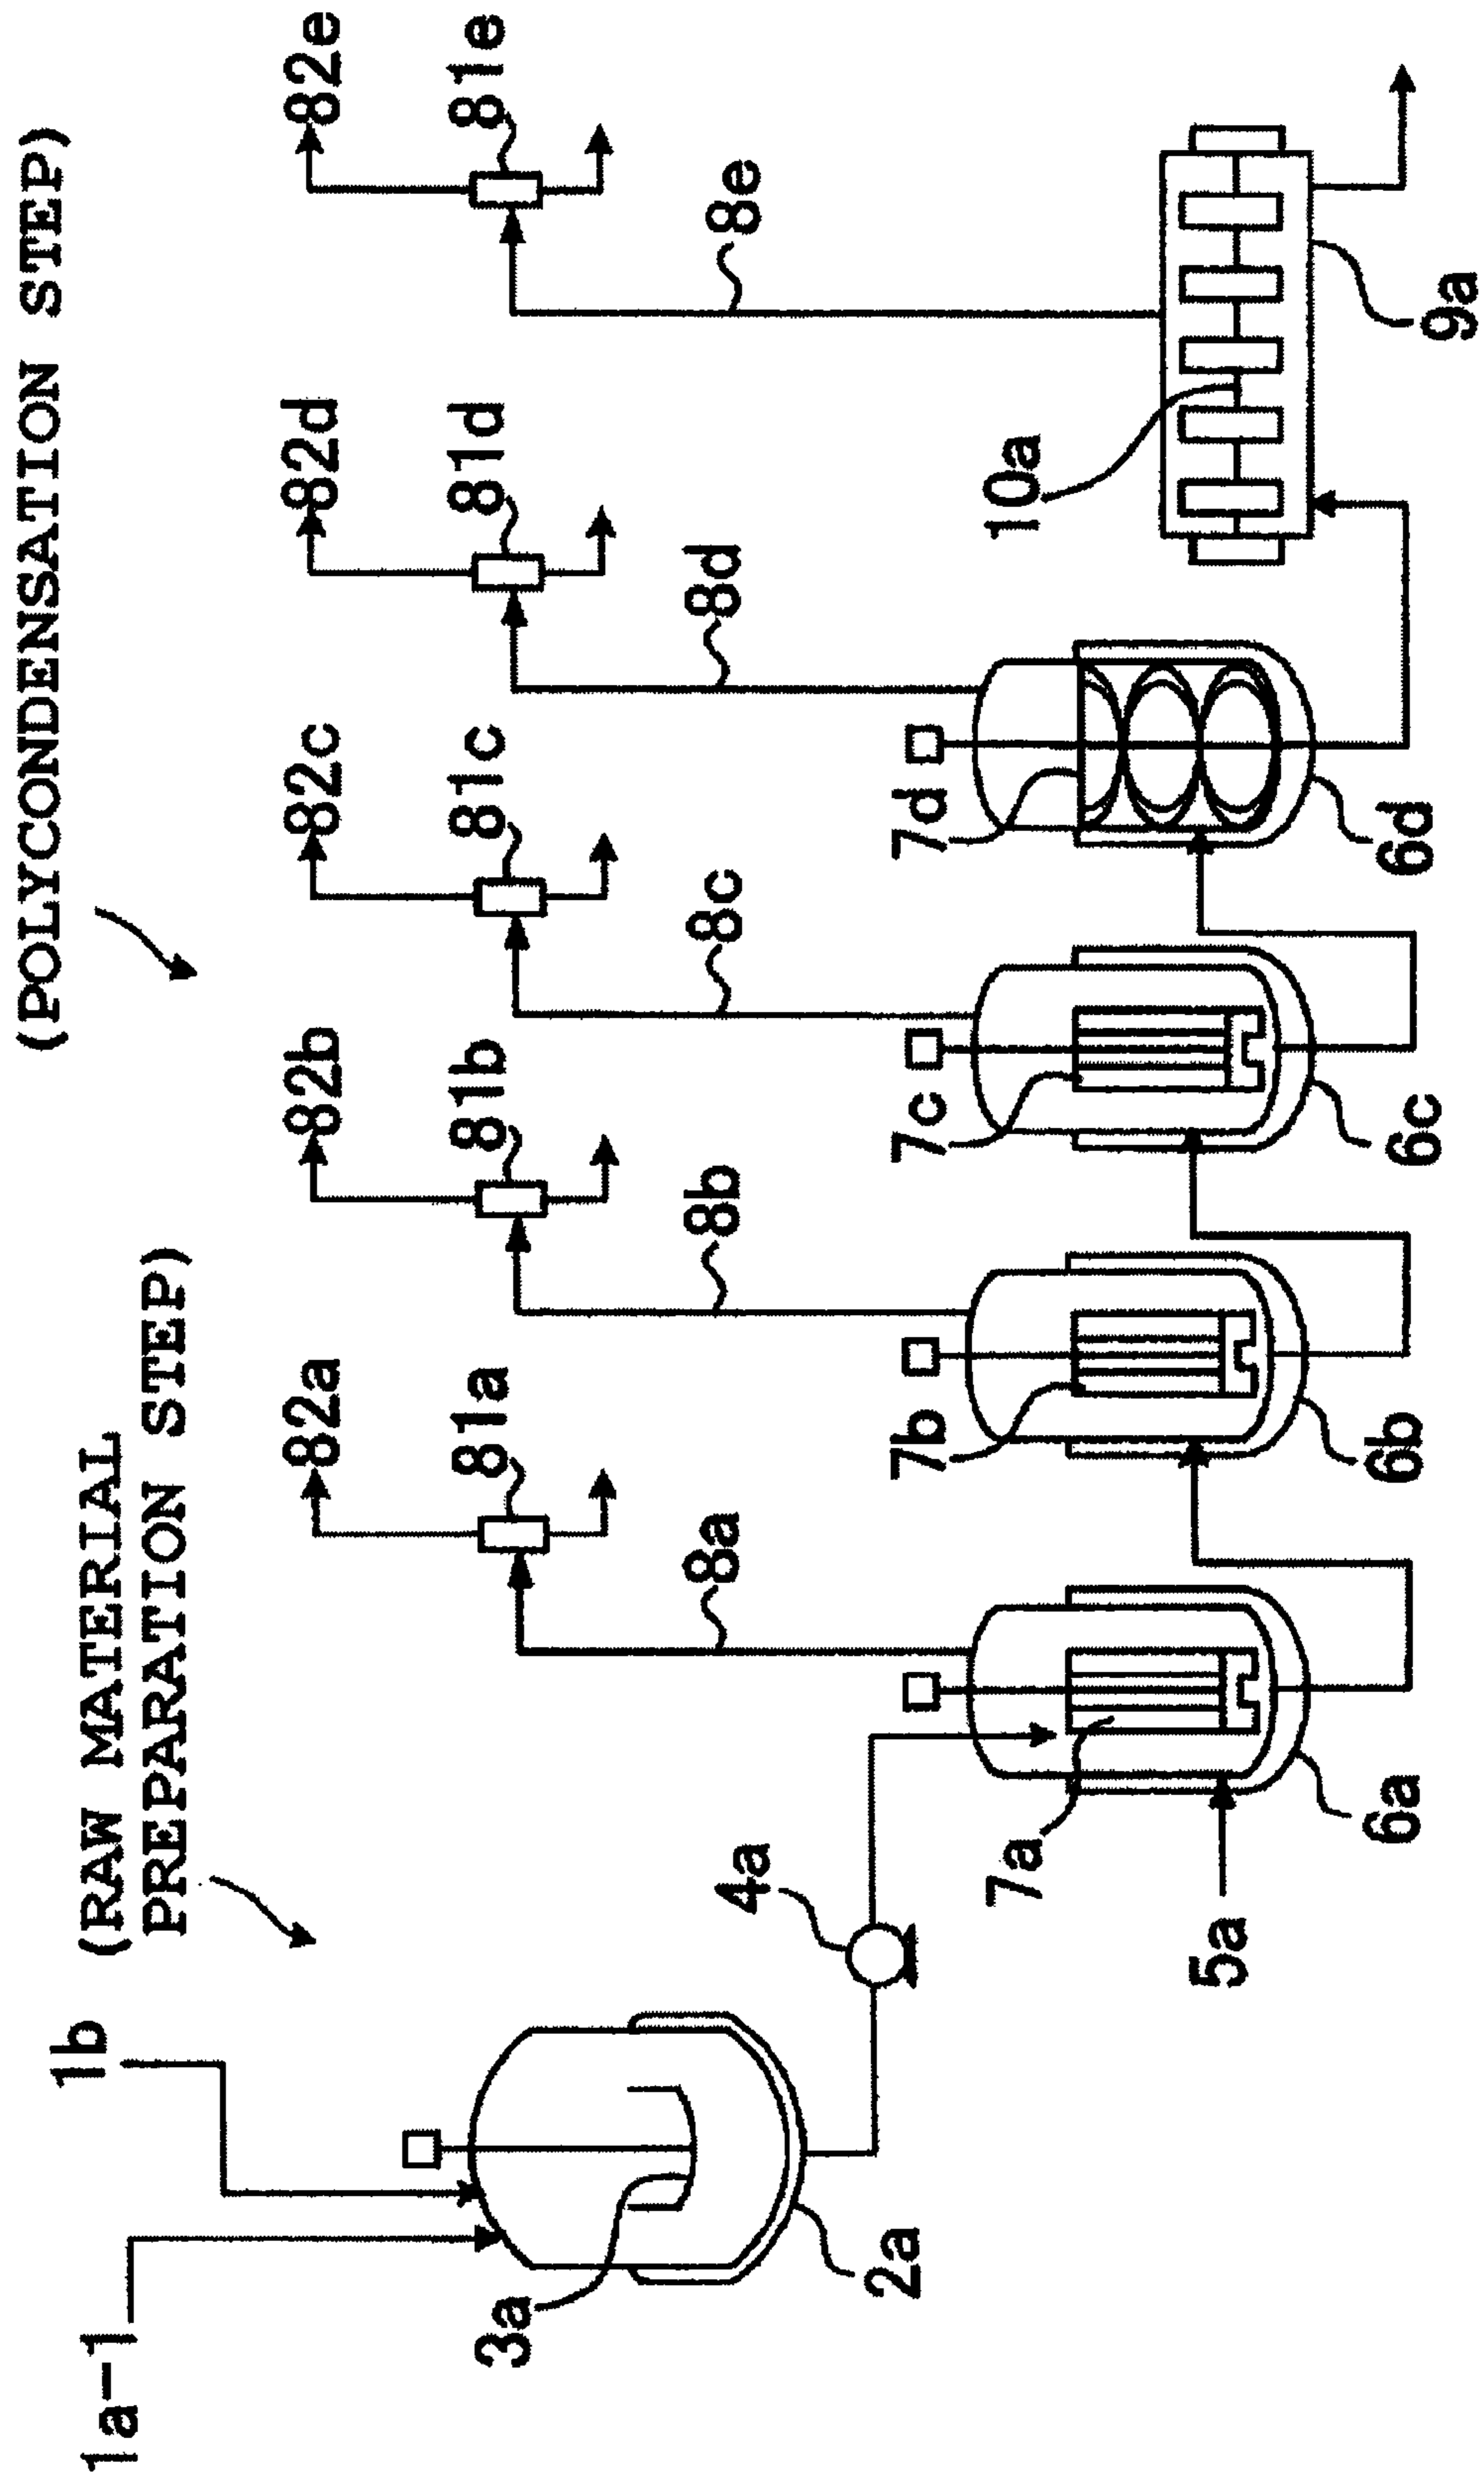 (RAW MATERIAL
PREPARATION STEP)
(POLYCONDENSATION STEP)
1a-1
1b
82a
82b
82c
82d
82e
81a
81b
81c
81d
81e
3a
2a
4a
8a
8b
8c
8d
8e
7a
7b
7c
7d
10a
5a
6a
6b
6c
6d
9a